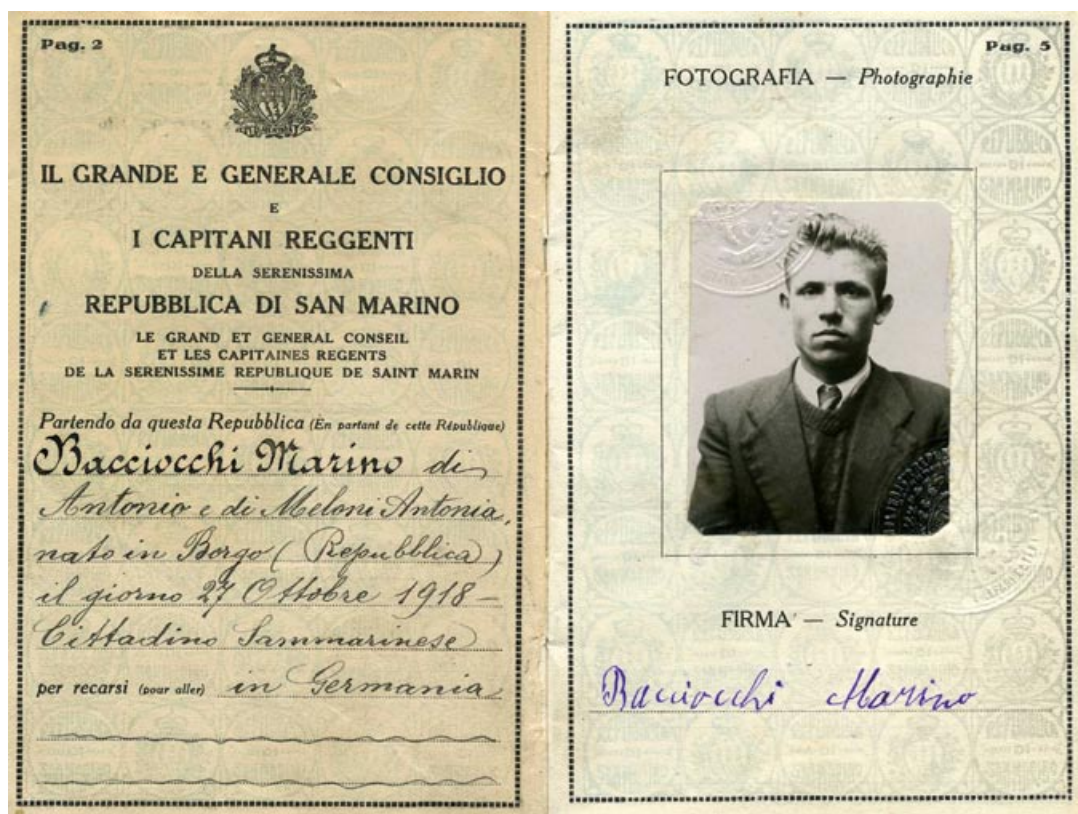 Pag. 2
IL GRANDE E GENERALE CONSIGLIO
E
I CAPITANI REGGENTI
DELLA SERENISSIMA
REPUBBLICA DI SAN MARINO
LE GRAND ET GENERAL CONSEIL
ET LES CAPITAINES REGENTS
DE LA SERENISSIME REPUBLIQUE DE SAINT MARIN
Partendo da questa Repubblica (En partant de cette République)
Bacciocchi Marino di
Antonio e di Meloni Antonia,
nato in Borgo (Repubblica)
il giorno 27 Ottobre 1918 –
Cittadino Sammarinese
per recarsi (pour aller) in Germania
Pag. 5
FOTOGRAFIA — Photographie
FIRMA — Signature
Bacciocchi Marino